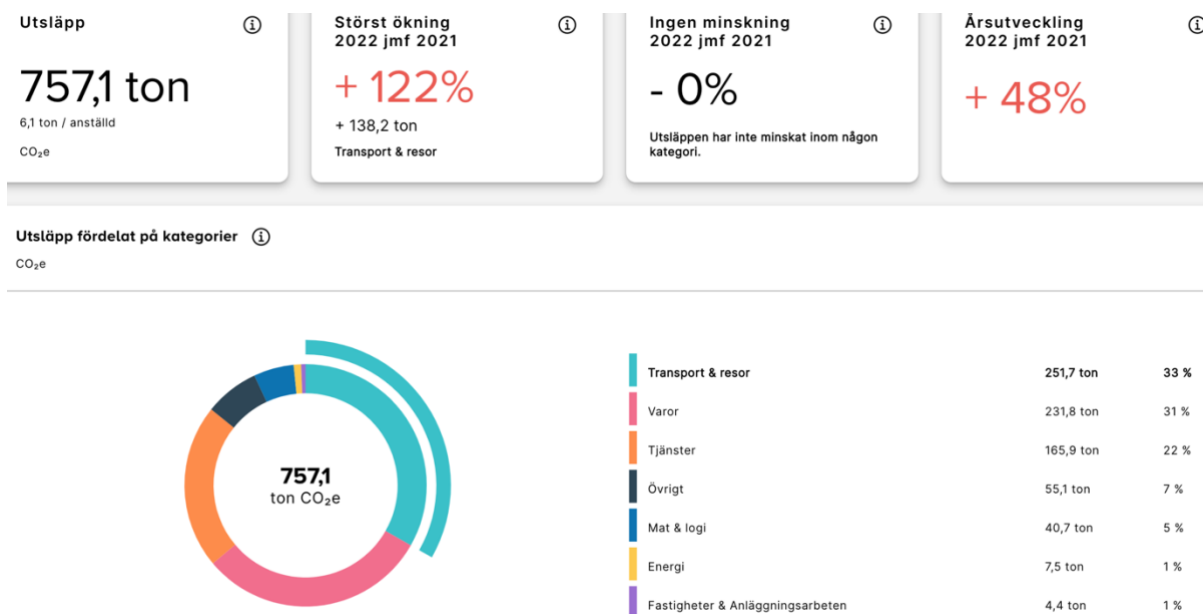 Utsläpp
757,1 ton
6,1 ton / anställd
CO₂e
Störst ökning
2022 jmf 2021
+ 122%
+ 138,2 ton
Transport & resor
Ingen minskning
2022 jmf 2021
- 0%
Utsläppen har inte minskat inom någon
kategori.
Årsutveckling
2022 jmf 2021
+ 48%
Utsläpp fördelat på kategorier
CO₂e
757,1
ton CO₂e
Transport & resor 251,7 ton 33 %
Varor 231,8 ton 31 %
Tjänster 165,9 ton 22 %
Övrigt 55,1 ton 7 %
Mat & logi 40,7 ton 5 %
Energi 7,5 ton 1 %
Fastigheter & Anläggningsarbeten 4,4 ton 1 %